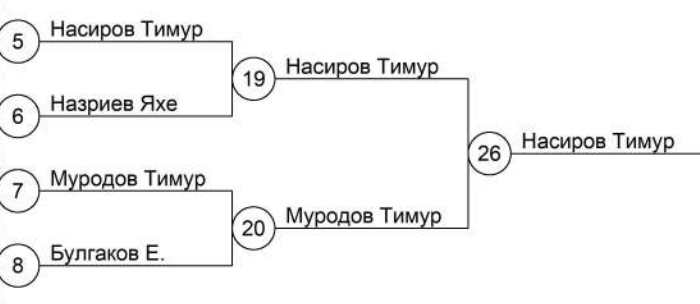 5 Насиров Тимур
19 Насиров Тимур
6 Назриев Яхе
26 Насиров Тимур
7 Муродов Тимур
20 Муродов Тимур
8 Булгаков Е.